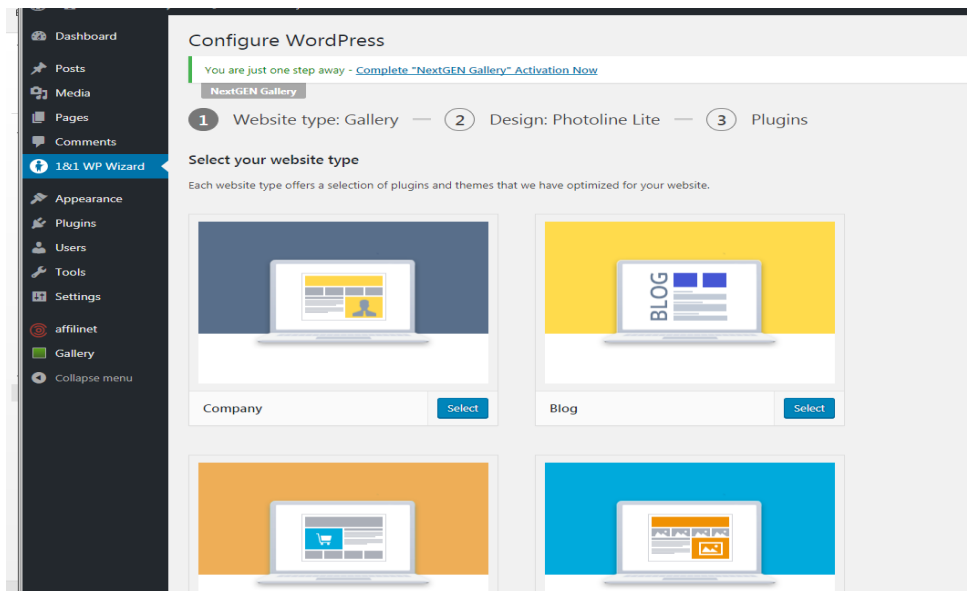 Dashboard
Posts
Media
Pages
Comments
1&1 WP Wizard
Appearance
Plugins
Users
Tools
Settings
affilinet
Gallery
Collapse menu
Configure WordPress
You are just one step away - Complete "NextGEN Gallery" Activation Now
NextGEN Gallery
1 Website type: Gallery — 2 Design: Photoline Lite — 3 Plugins
Select your website type
Each website type offers a selection of plugins and themes that we have optimized for your website.
BLOG
Company Select
Blog Select